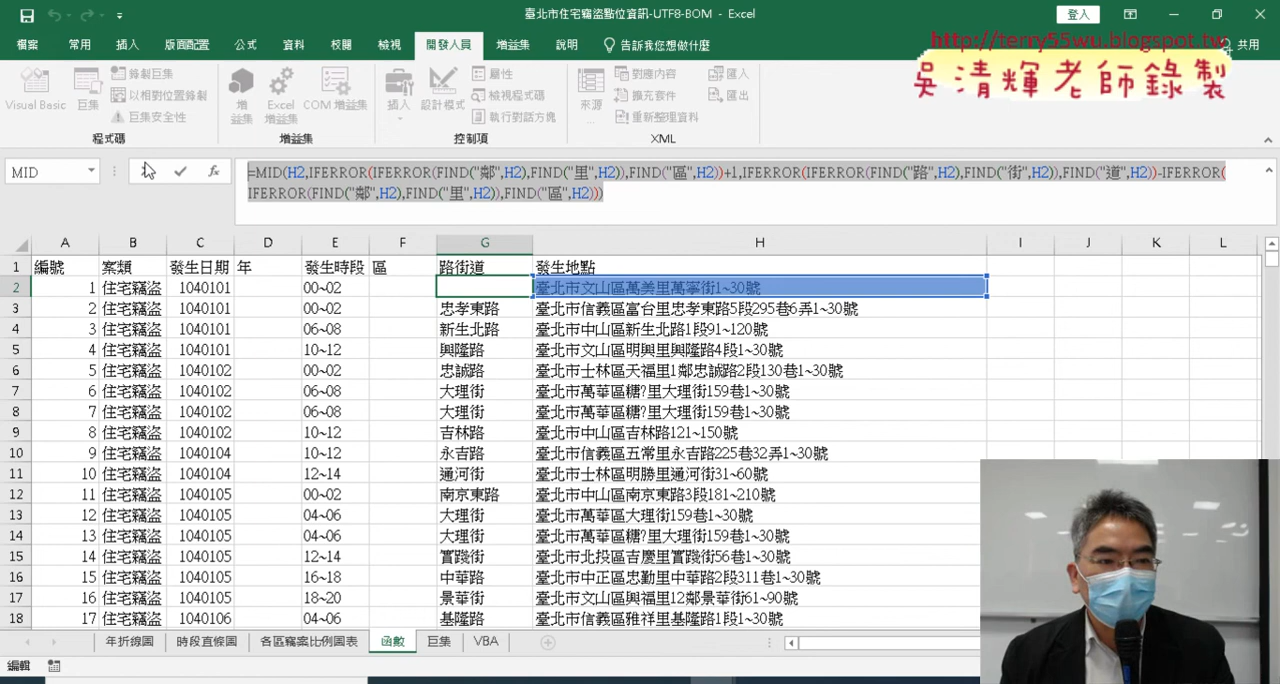 臺北市住宅竊盜點位資訊-UTF8-BOM - Excel
登入
檔案 常用 插入 版面配置 公式 資料 校閱 檢視 開發人員 增益集 說明 告訴我您想做什麼 共用
http://terry55wu.blogspot.tw
吳清輝老師錄製
Visual Basic 巨集 錄製巨集 以相對位置錄製 巨集安全性
增益集 Excel 增益集 COM 增益集
插入 設計模式 屬性 檢視程式碼 執行對話方塊
來源 對應內容 擴充套件 重新整理資料 匯入 匯出
程式碼 增益集 控制項 XML
MID
fx
=MID(H2,IFERROR(IFERROR(FIND("鄰",H2),FIND("里",H2)),FIND("區",H2))+1,IFERROR(IFERROR(FIND("路",H2),FIND("街",H2)),FIND("道",H2))-IFERROR(
IFERROR(FIND("鄰",H2),FIND("里",H2)),FIND("區",H2)))
A B C D E F G H I J K L
1 編號 案類 發生日期 年 發生時段 區 路街道 發生地點
2 1 住宅竊盜 1040101 00~02 臺北市文山區萬美里萬寧街1~30號
3 2 住宅竊盜 1040101 00~02 忠孝東路 臺北市信義區富台里忠孝東路5段295巷6弄1~30號
4 3 住宅竊盜 1040101 06~08 新生北路 臺北市中山區新生北路1段91~120號
5 4 住宅竊盜 1040101 10~12 興隆路 臺北市文山區明興里興隆路4段1~30號
6 5 住宅竊盜 1040102 00~02 忠誠路 臺北市士林區天福里1鄰忠誠路2段130巷1~30號
7 6 住宅竊盜 1040102 06~08 大理街 臺北市萬華區糖?里大理街159巷1~30號
8 7 住宅竊盜 1040102 06~08 大理街 臺北市萬華區糖?里大理街159巷1~30號
9 8 住宅竊盜 1040102 10~12 吉林路 臺北市中山區吉林路121~150號
10 9 住宅竊盜 1040104 10~12 永吉路 臺北市信義區五常里永吉路225巷32弄1~30號
11 10 住宅竊盜 1040104 12~14 通河街 臺北市士林區明勝里通河街31~60號
12 11 住宅竊盜 1040105 00~02 南京東路 臺北市中山區南京東路3段181~210號
13 12 住宅竊盜 1040105 04~06 大理街 臺北市萬華區大理街159巷1~30號
14 13 住宅竊盜 1040105 04~06 大理街 臺北市萬華區糖?里大理街159巷1~30號
15 14 住宅竊盜 1040105 12~14 實踐街 臺北市北投區吉慶里實踐街56巷1~30號
16 15 住宅竊盜 1040105 16~18 中華路 臺北市中正區忠勤里中華路2段311巷1~30號
17 16 住宅竊盜 1040105 18~20 景華街 臺北市文山區興福里12鄰景華街61~90號
18 17 住宅竊盜 1040106 04~06 基隆路 臺北市信義區雅祥里基隆路1段1~30號
年折線圖 時段直條圖 各區竊案比例圖表 函數 巨集 VBA
編輯